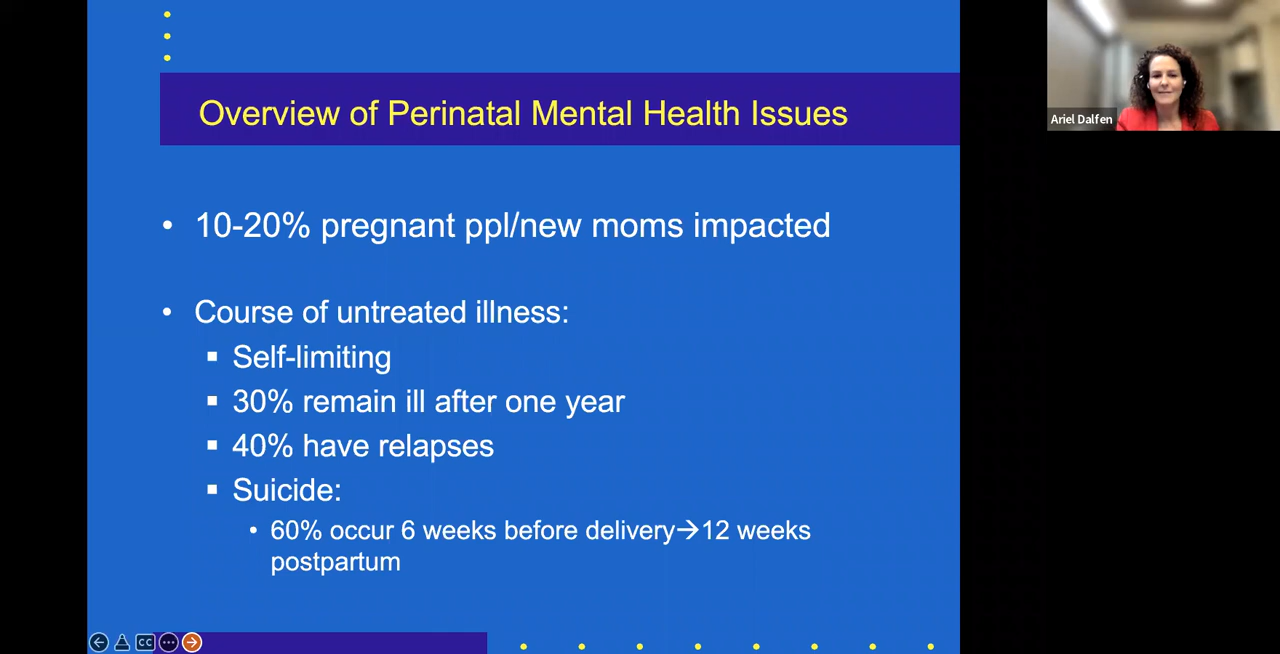 Overview of Perinatal Mental Health Issues
• 10-20% pregnant ppl/new moms impacted
• Course of untreated illness:
▪ Self-limiting
▪ 30% remain ill after one year
▪ 40% have relapses
▪ Suicide:
• 60% occur 6 weeks before delivery→12 weeks
postpartum
CC
Ariel Dalfen